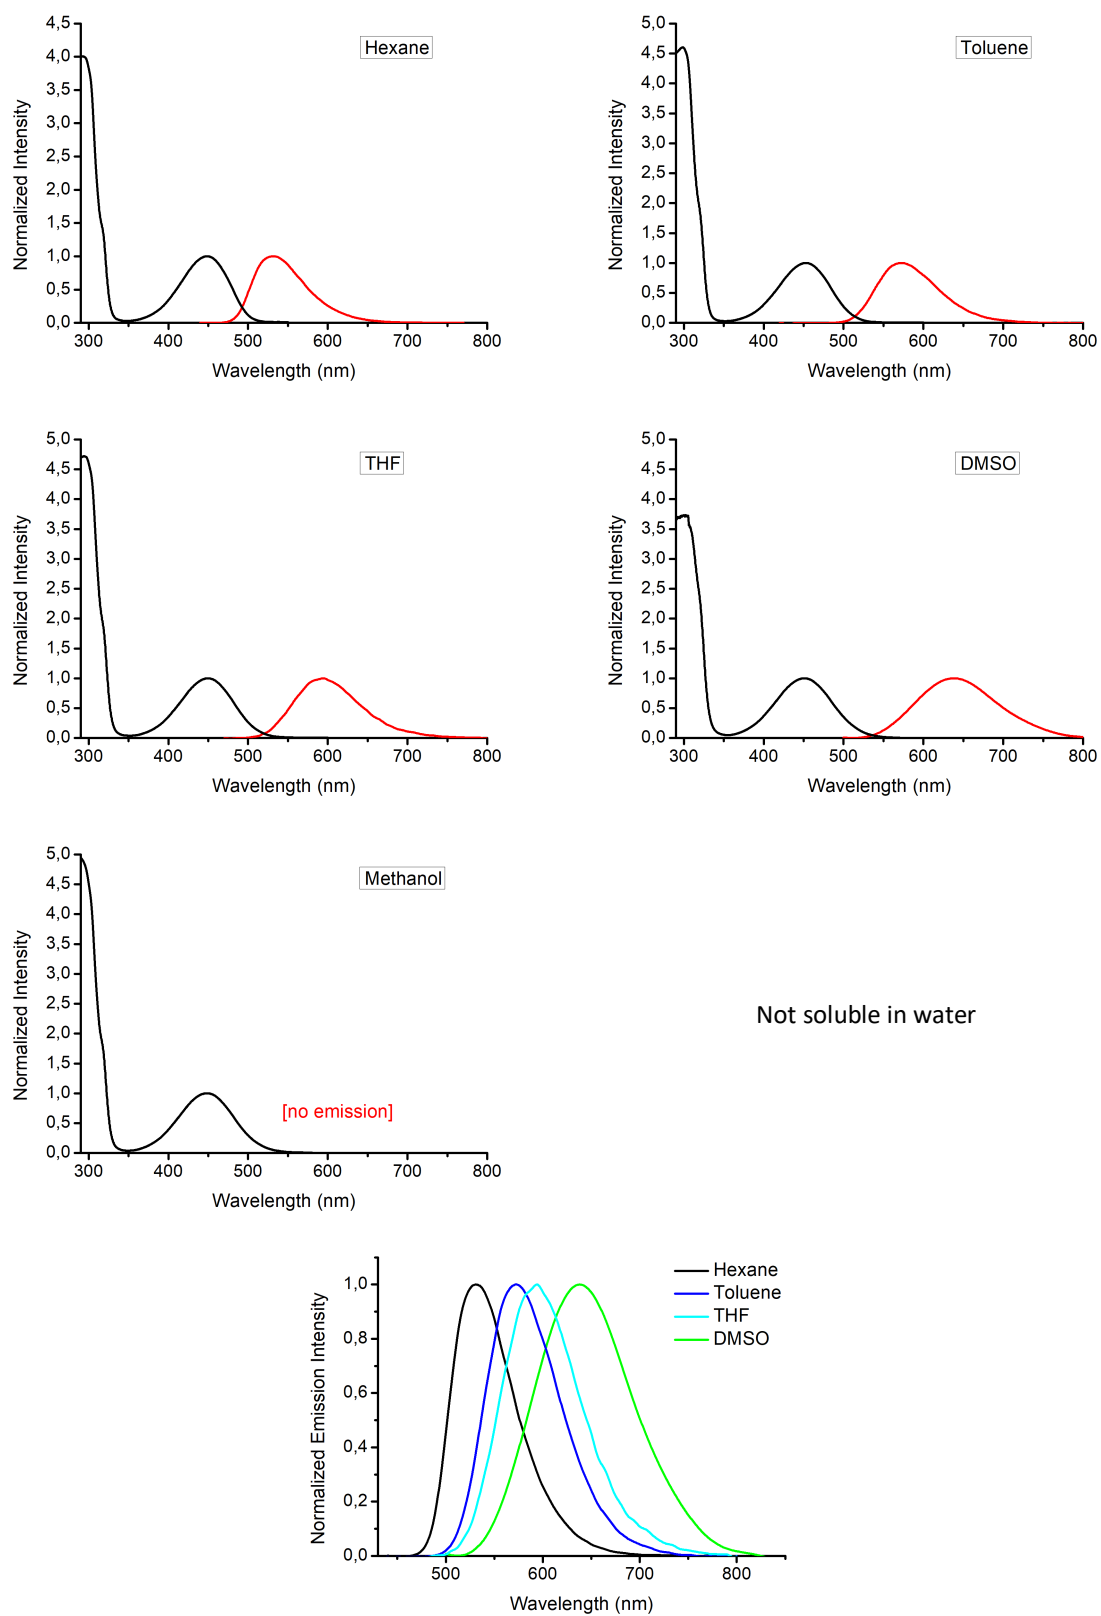 Hexane
Normalized Intensity
4,5
4,0
3,5
3,0
2,5
2,0
1,5
1,0
0,5
0,0
300 400 500 600 700 800
Wavelength (nm)
Toluene
Normalized Intensity
5,0
4,5
4,0
3,5
3,0
2,5
2,0
1,5
1,0
0,5
0,0
300 400 500 600 700 800
Wavelength (nm)
THF
Normalized Intensity
5,0
4,5
4,0
3,5
3,0
2,5
2,0
1,5
1,0
0,5
0,0
300 400 500 600 700 800
Wavelength (nm)
DMSO
Normalized Intensity
5,0
4,5
4,0
3,5
3,0
2,5
2,0
1,5
1,0
0,5
0,0
300 400 500 600 700 800
Wavelength (nm)
Methanol
Normalized Intensity
5,0
4,5
4,0
3,5
3,0
2,5
2,0
1,5
1,0
0,5
0,0
[no emission]
300 400 500 600 700 800
Wavelength (nm)
Not soluble in water
Normalized Emission Intensity
1,0
0,8
0,6
0,4
0,2
0,0
Hexane
Toluene
THF
DMSO
500 600 700 800
Wavelength (nm)